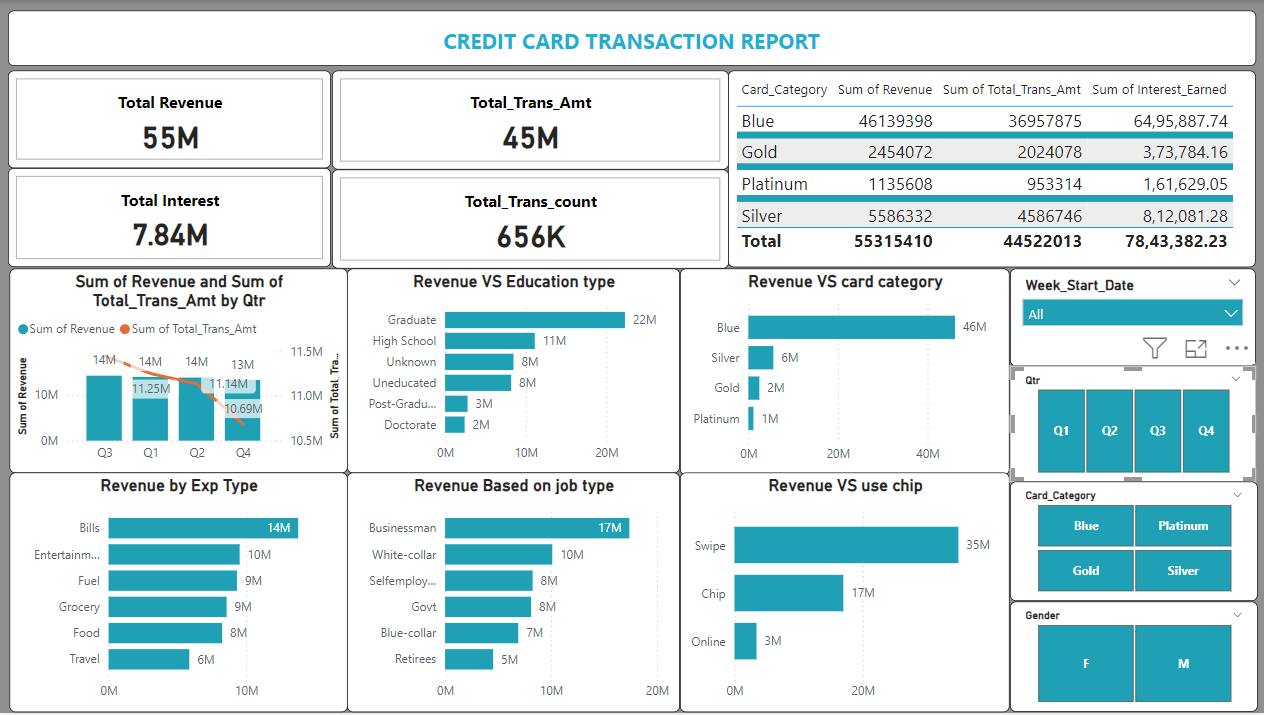 CREDIT CARD TRANSACTION REPORT
Total Revenue
55M
Total_Trans_Amt
45M
Total Interest
7.84M
Total_Trans_count
656K
Card_Category Sum of Revenue Sum of Total_Trans_Amt Sum of Interest_Earned
Blue 46139398 36957875 64,95,887.74
Gold 2454072 2024078 3,73,784.16
Platinum 1135608 953314 1,61,629.05
Silver 5586332 4586746 8,12,081.28
Total 55315410 44522013 78,43,382.23
Sum of Revenue and Sum of
Total_Trans_Amt by Qtr
Sum of Revenue Sum of Total_Trans_Amt
Sum of Revenue
10M
0M
14M 14M 14M 13M
11.25M 11.14M
10.69M
11.5M
11.0M
10.5M
Sum of Total_Tra...
Q3 Q1 Q2 Q4
Revenue VS Education type
Graduate 22M
High School 11M
Unknown 8M
Uneducated 8M
Post-Gradu... 3M
Doctorate 2M
0M 10M 20M
Revenue VS card category
Blue 46M
Silver 6M
Gold 2M
Platinum 1M
0M 20M 40M
Week_Start_Date
All
Qtr
Q1 Q2 Q3 Q4
Revenue by Exp Type
Bills 14M
Entertainm... 10M
Fuel 9M
Grocery 9M
Food 8M
Travel 6M
0M 10M
Revenue Based on job type
Businessman 17M
White-collar 10M
Selfemploy... 8M
Govt 8M
Blue-collar 7M
Retirees 5M
0M 10M 20M
Revenue VS use chip
Swipe 35M
Chip 17M
Online 3M
0M 20M
Card_Category
Blue Platinum
Gold Silver
Gender
F M